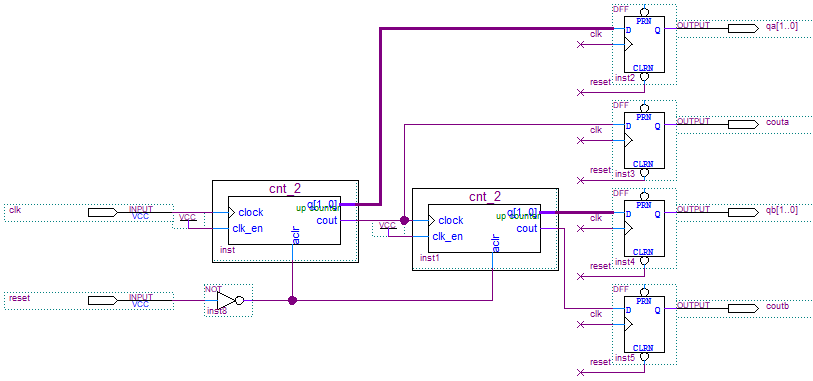 DFF
PRN
clk
D
Q
OUTPUT
qa[1..0]
CLRN
reset
inst2
DFF
PRN
clk
D
Q
OUTPUT
couta
CLRN
reset
inst3
cnt_2
cnt_2
DFF
PRN
clk
INPUT
VCC
VCC
clock
q[1..0]
up counter
cout
clk_en
aclr
inst
VCC
clock
q[1..0]
up counter
cout
clk_en
aclr
inst1
D
Q
OUTPUT
qb[1..0]
clk
CLRN
reset
inst4
reset
INPUT
VCC
NOT
inst8
DFF
PRN
D
Q
OUTPUT
coutb
clk
CLRN
reset
inst5